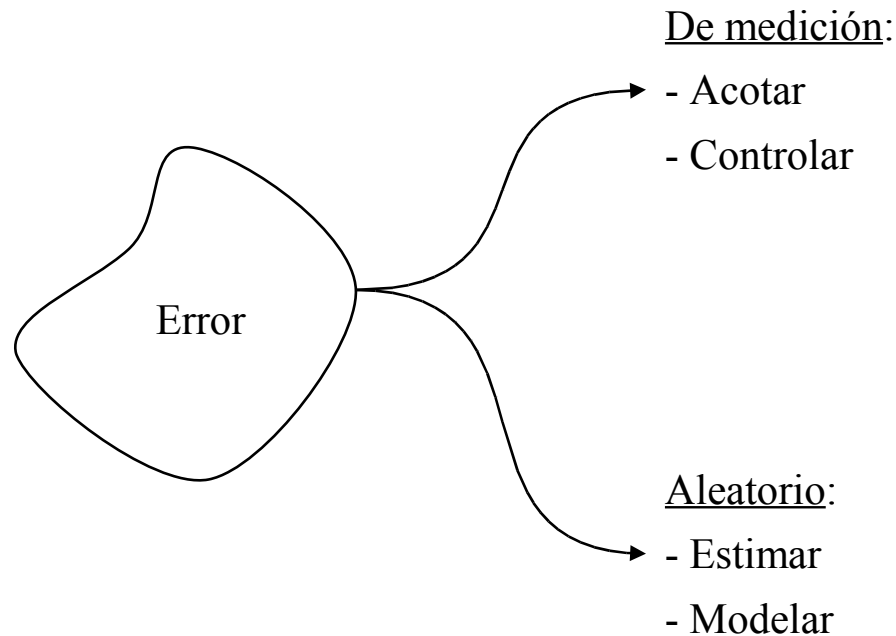 De medición:
- Acotar
- Controlar
Error
Aleatorio:
- Estimar
- Modelar